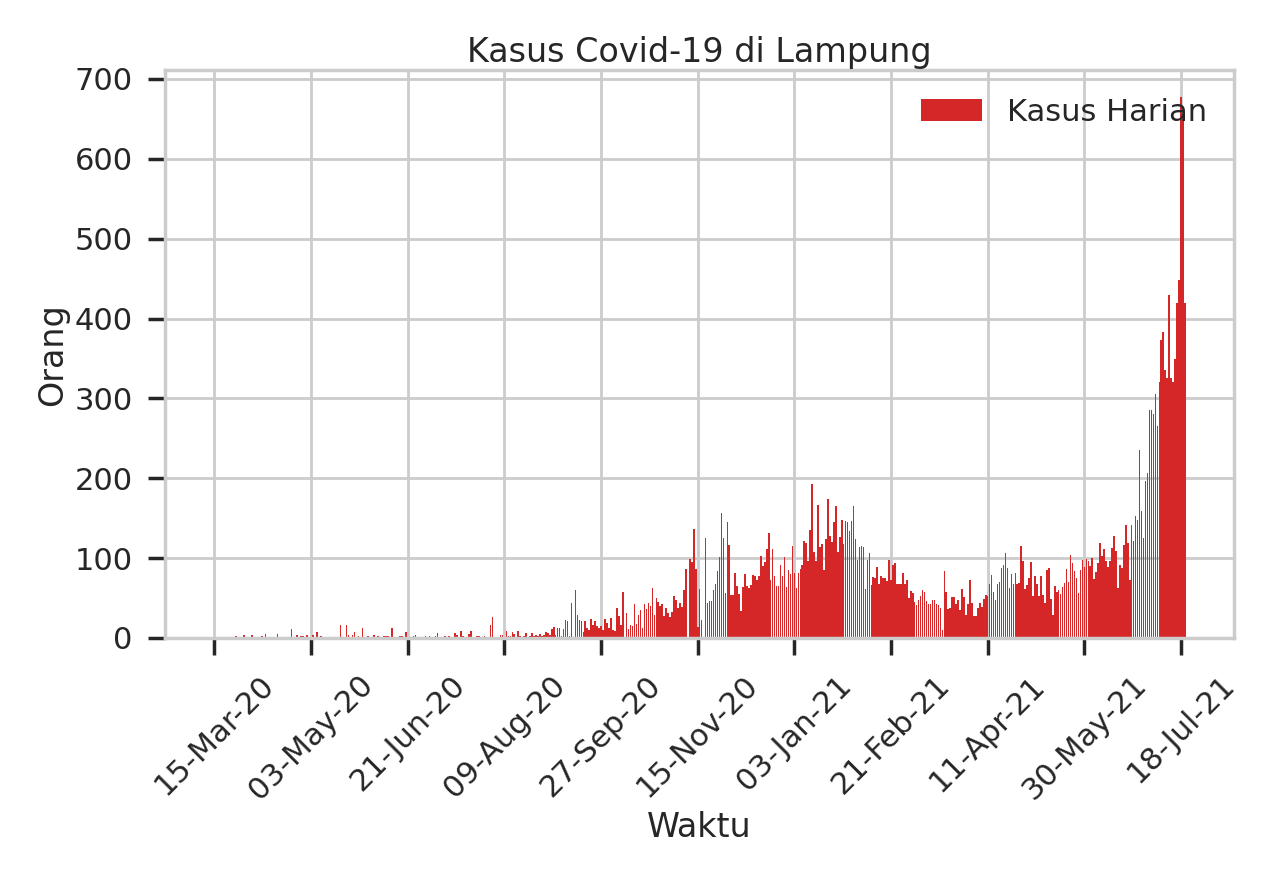 Kasus Covid-19 di Lampung
Kasus Harian
Orang
700
600
500
400
300
200
100
0
15-Mar-20
03-May-20
21-Jun-20
09-Aug-20
27-Sep-20
15-Nov-20
03-Jan-21
21-Feb-21
11-Apr-21
30-May-21
18-Jul-21
Waktu